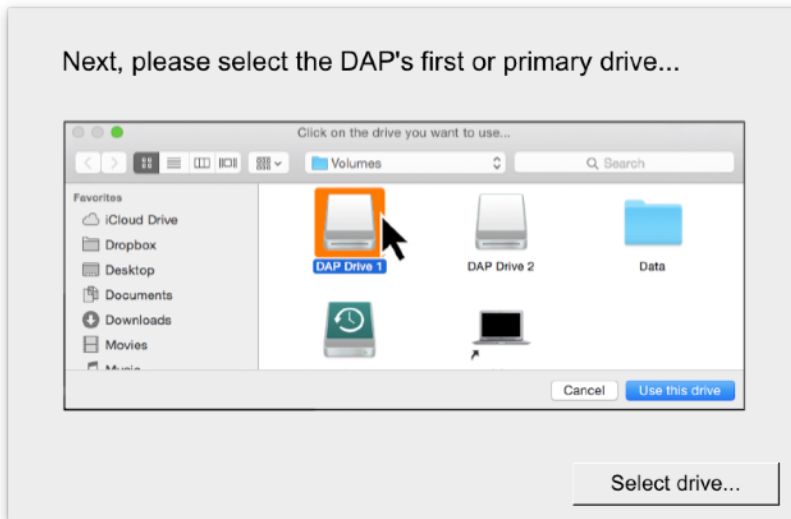 Next, please select the DAP's first or primary drive...
Click on the drive you want to use...
Volumes
Search
Favorites
iCloud Drive
Dropbox
Desktop
Documents
Downloads
Movies
DAP Drive 1
DAP Drive 2
Data
Cancel
Use this drive
Select drive...